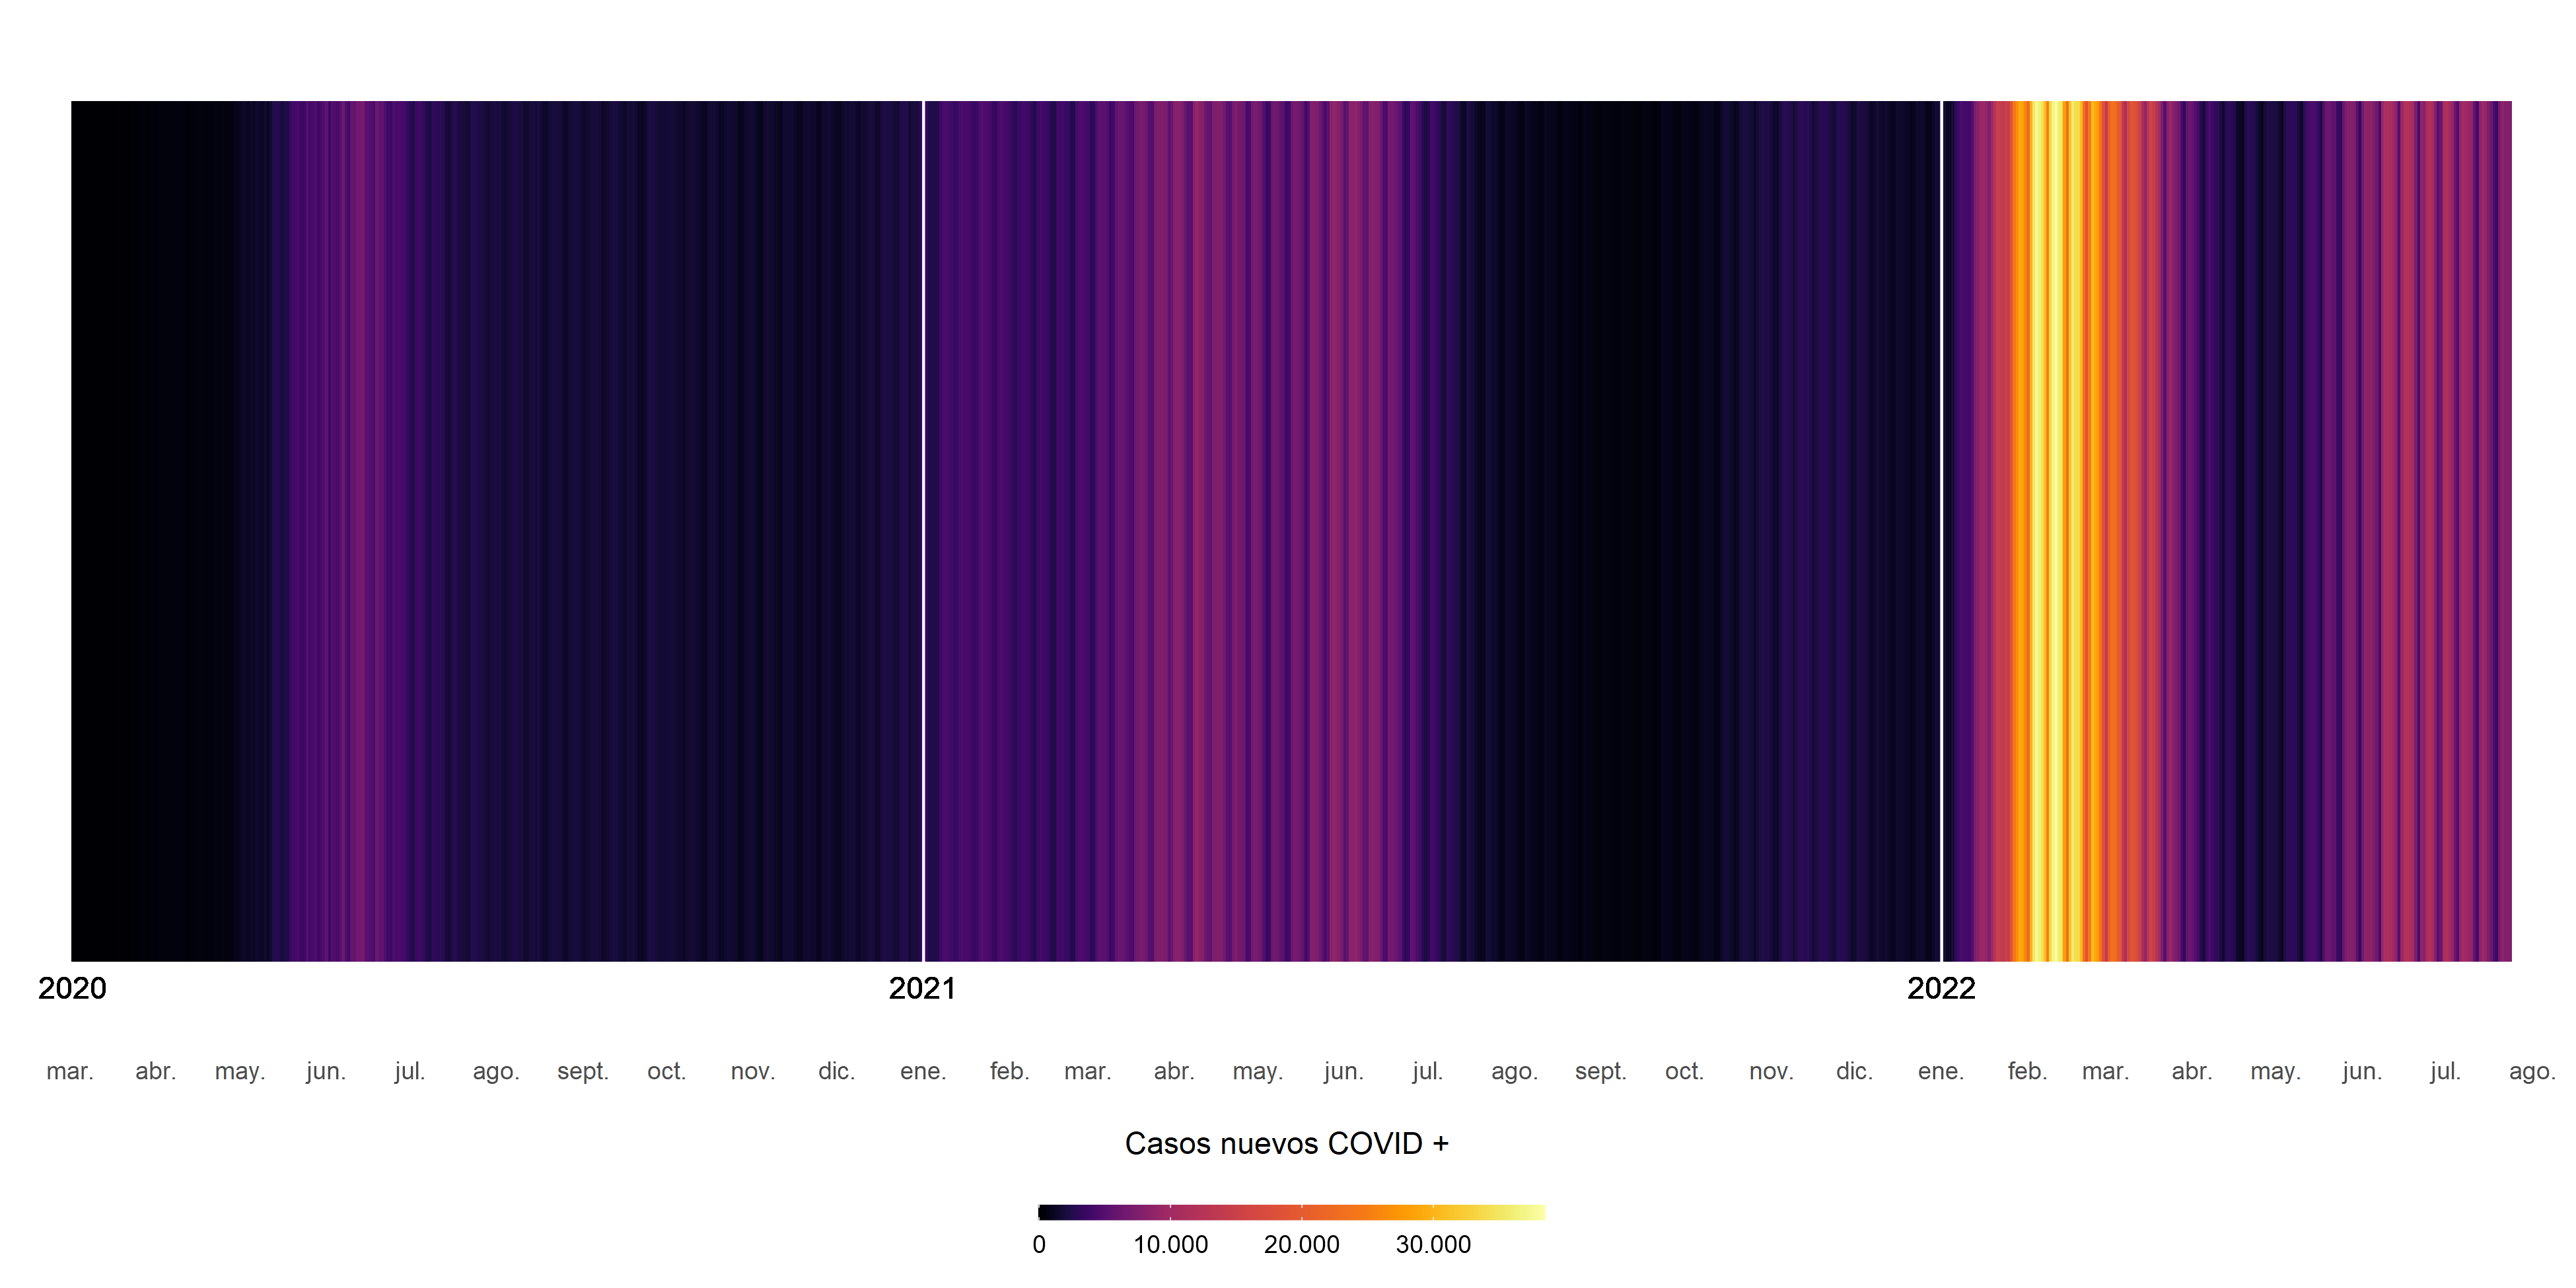 2020 2021 2022
mar. abr. may. jun. jul. ago. sept. oct. nov. dic. ene. feb. mar. abr. may. jun. jul. ago. sept. oct. nov. dic. ene. feb. mar. abr. may. jun. jul. ago.
Casos nuevos COVID +
0 10.000 20.000 30.000